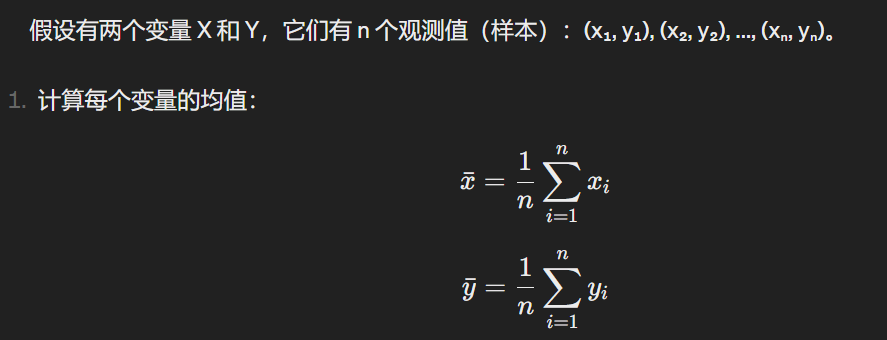 假设有两个变量 X 和 Y，它们有 n 个观测值（样本）：(x₁, y₁), (x₂, y₂), ..., (xₙ, yₙ)。
1. 计算每个变量的均值：
x̄ = \frac{1}{n} \sum_{i=1}^{n} x_i
ȳ = \frac{1}{n} \sum_{i=1}^{n} y_i